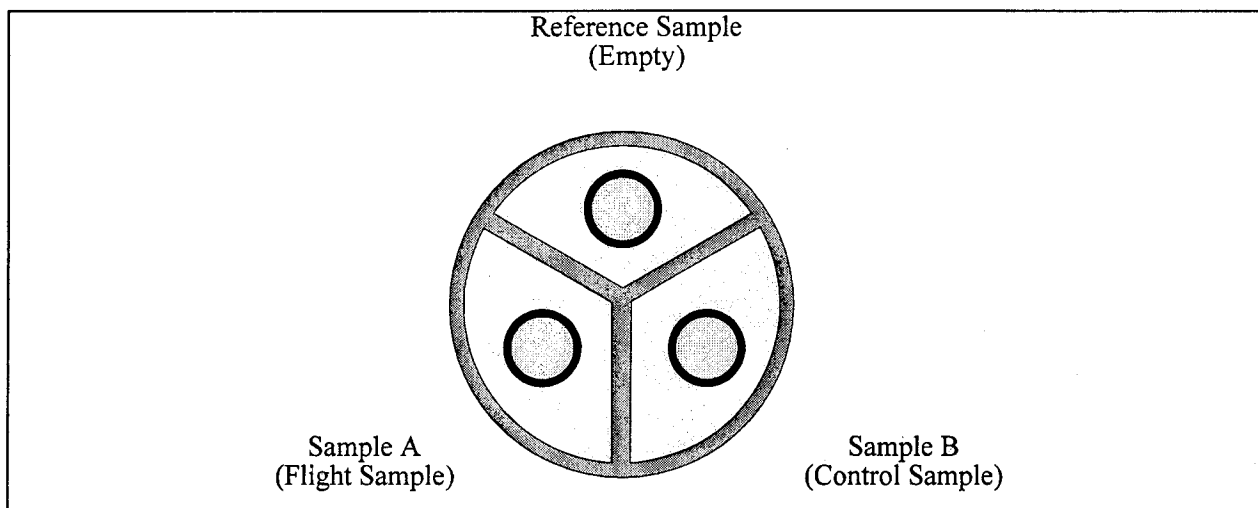 Reference Sample
(Empty)
Sample A
(Flight Sample)
Sample B
(Control Sample)